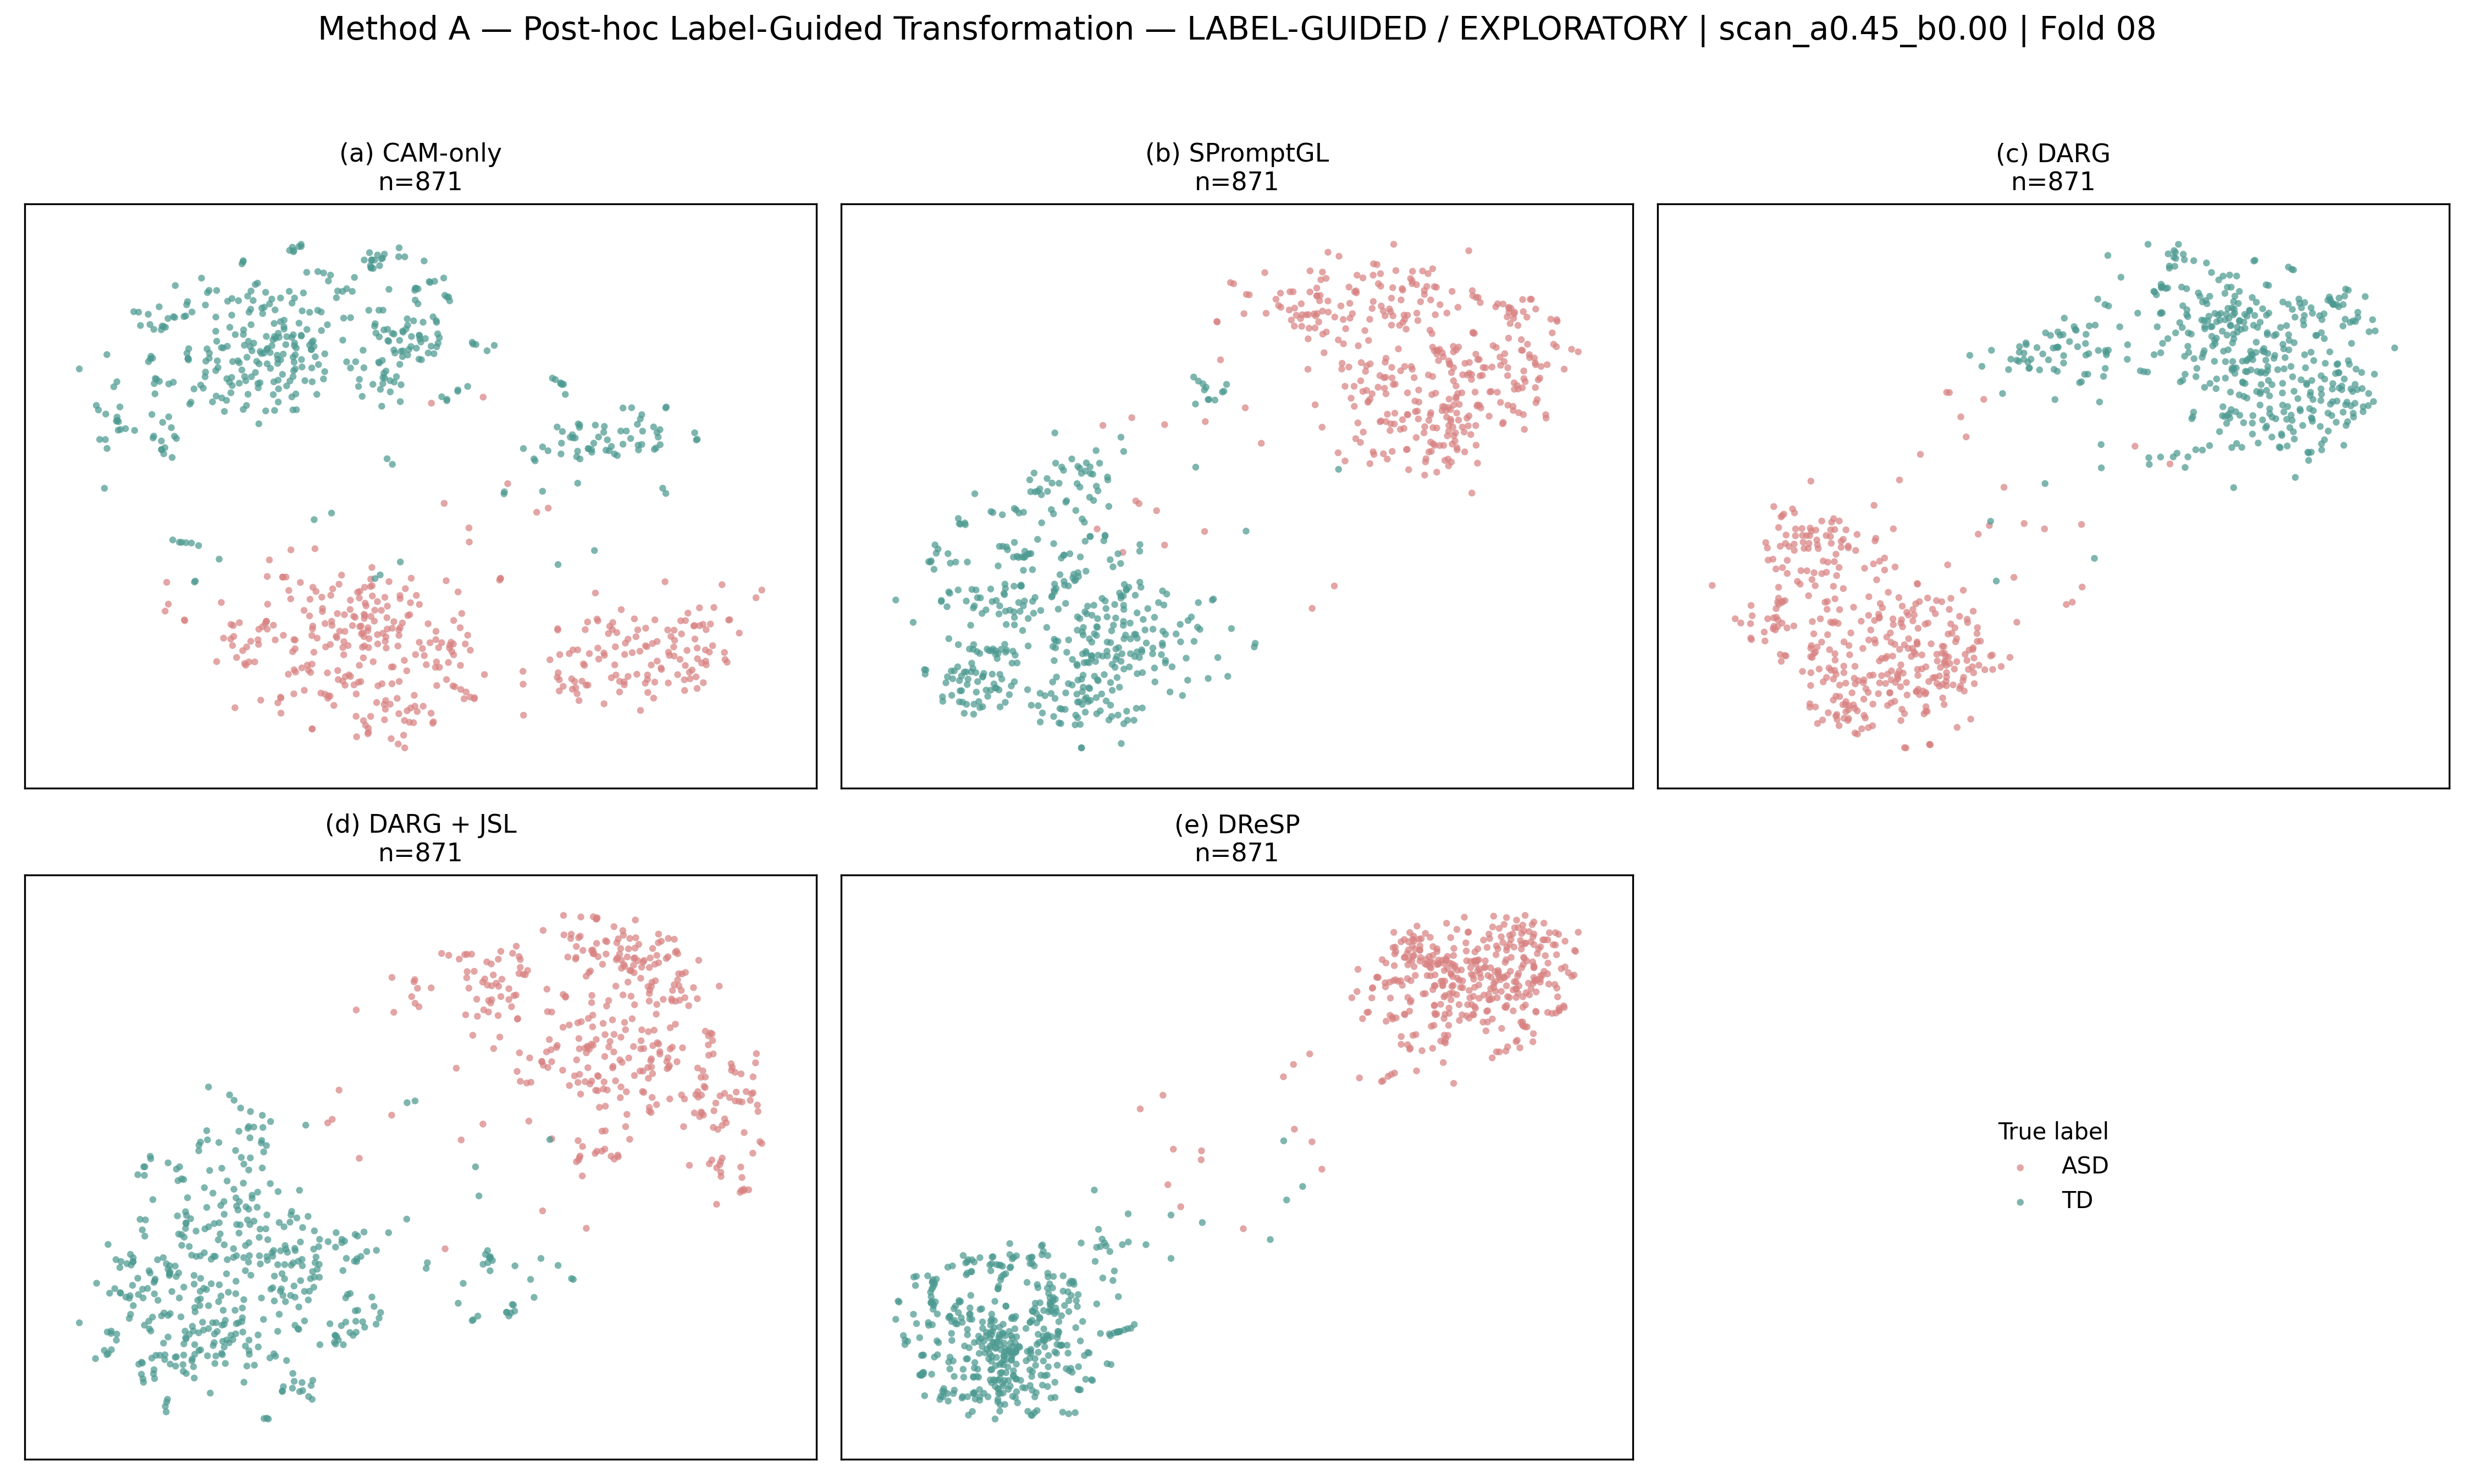 Method A — Post-hoc Label-Guided Transformation — LABEL-GUIDED / EXPLORATORY | scan_a0.45_b0.00 | Fold 08
(a) CAM-only
n=871
(b) SPromptGL
n=871
(c) DARG
n=871
(d) DARG + JSL
n=871
(e) DReSP
n=871
True label
ASD
TD